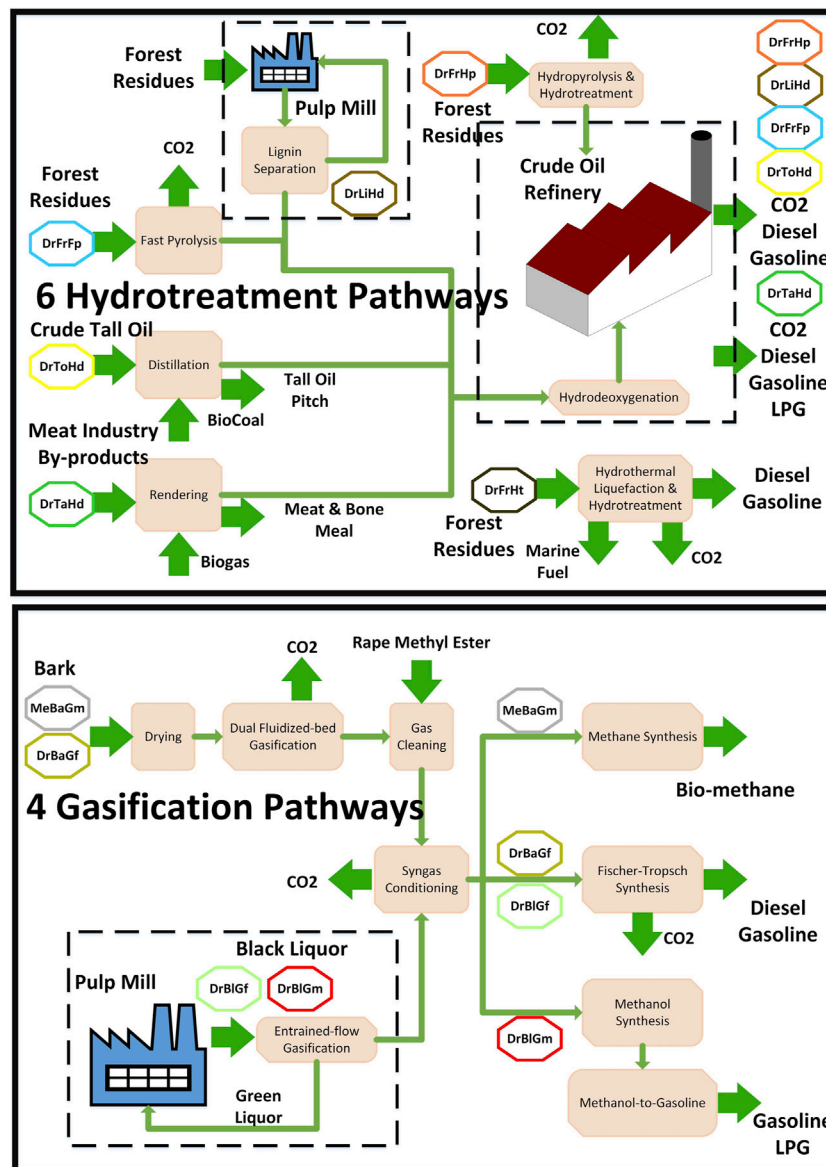 CO2
Forest
Residues
Pulp Mill
Lignin
Separation
DrLiHd
DrFrHp
Forest
Residues
Hydropyrolysis &
Hydrotreatment
DrFrHp
DrLiHd
DrFrFp
DrToHd
CO2
Diesel
Gasoline
DrTaHd
CO2
Diesel
Gasoline
LPG
Crude Oil
Refinery
CO2
Forest
Residues
DrFrFp
Fast Pyrolysis
6 Hydrotreatment Pathways
Crude Tall Oil
DrToHd
Distillation
Tall Oil
Pitch
BioCoal
Hydrodeoxygenation
Meat Industry
By-products
DrTaHd
Rendering
Meat & Bone
Meal
Biogas
DrFrHt
Forest
Residues
Hydrothermal
Liquefaction &
Hydrotreatment
Diesel
Gasoline
Marine
Fuel
CO2
Bark
MeBaGm
DrBaGf
Drying
CO2
Dual Fluidized-bed
Gasification
Rape Methyl Ester
Gas
Cleaning
MeBaGm
Methane Synthesis
Bio-methane
4 Gasification Pathways
CO2
Syngas
Conditioning
DrBaGf
DrBlGf
Fischer-Tropsch
Synthesis
Diesel
Gasoline
CO2
Pulp Mill
Black Liquor
DrBlGf
DrBlGm
Entrained-flow
Gasification
Green
Liquor
DrBlGm
Methanol
Synthesis
Methanol-to-Gasoline
Gasoline
LPG